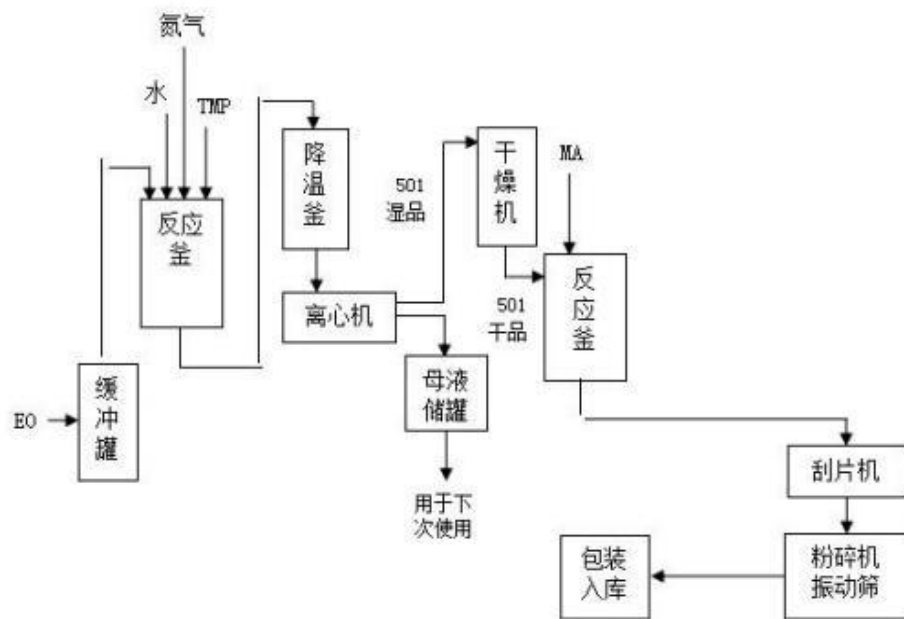 氮气
水
TMP
反应
釜
EO
缓
冲
罐
降
温
釜
离心机
501
湿品
干
燥
机
501
干品
母液
储罐
用于下
次使用
MA
反
应
釜
刮片机
粉碎机
振动筛
包装
入库